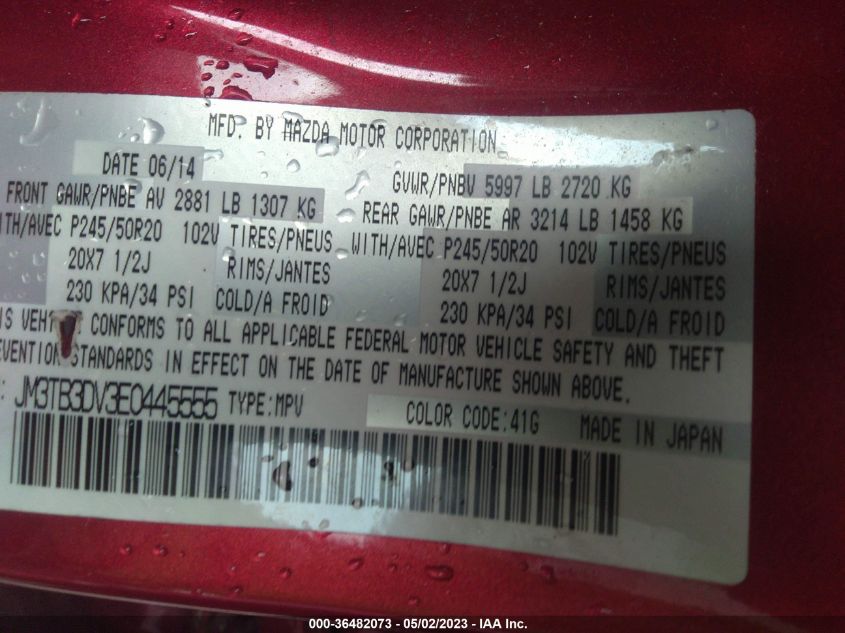 MFD. BY MAZDA MOTOR CORPORATION
DATE 06/14 GVWR/PNBV 5997 LB 2720 KG
FRONT GAWR/PNBE AV 2881 LB 1307 KG REAR GAWR/PNBE AR 3214 LB 1458 KG
WITH/AVEC P245/50R20 102V TIRES/PNEUS WITH/AVEC P245/50R20 102V TIRES/PNEUS
20X7 1/2J RIMS/JANTES 20X7 1/2J RIMS/JANTES
230 KPA/34 PSI COLD/A FROID 230 KPA/34 PSI COLD/A FROID
IS VEHI CONFORMS TO ALL APPLICABLE FEDERAL MOTOR VEHICLE SAFETY AND THEFT
EVENTION STANDARDS IN EFFECT ON THE DATE OF MANUFACTURE SHOWN ABOVE.
: JM3TB3DV3E0445555 TYPE:MPV COLOR CODE:41G MADE IN JAPAN
000-36482073 - 05/02/2023 - IAA Inc.